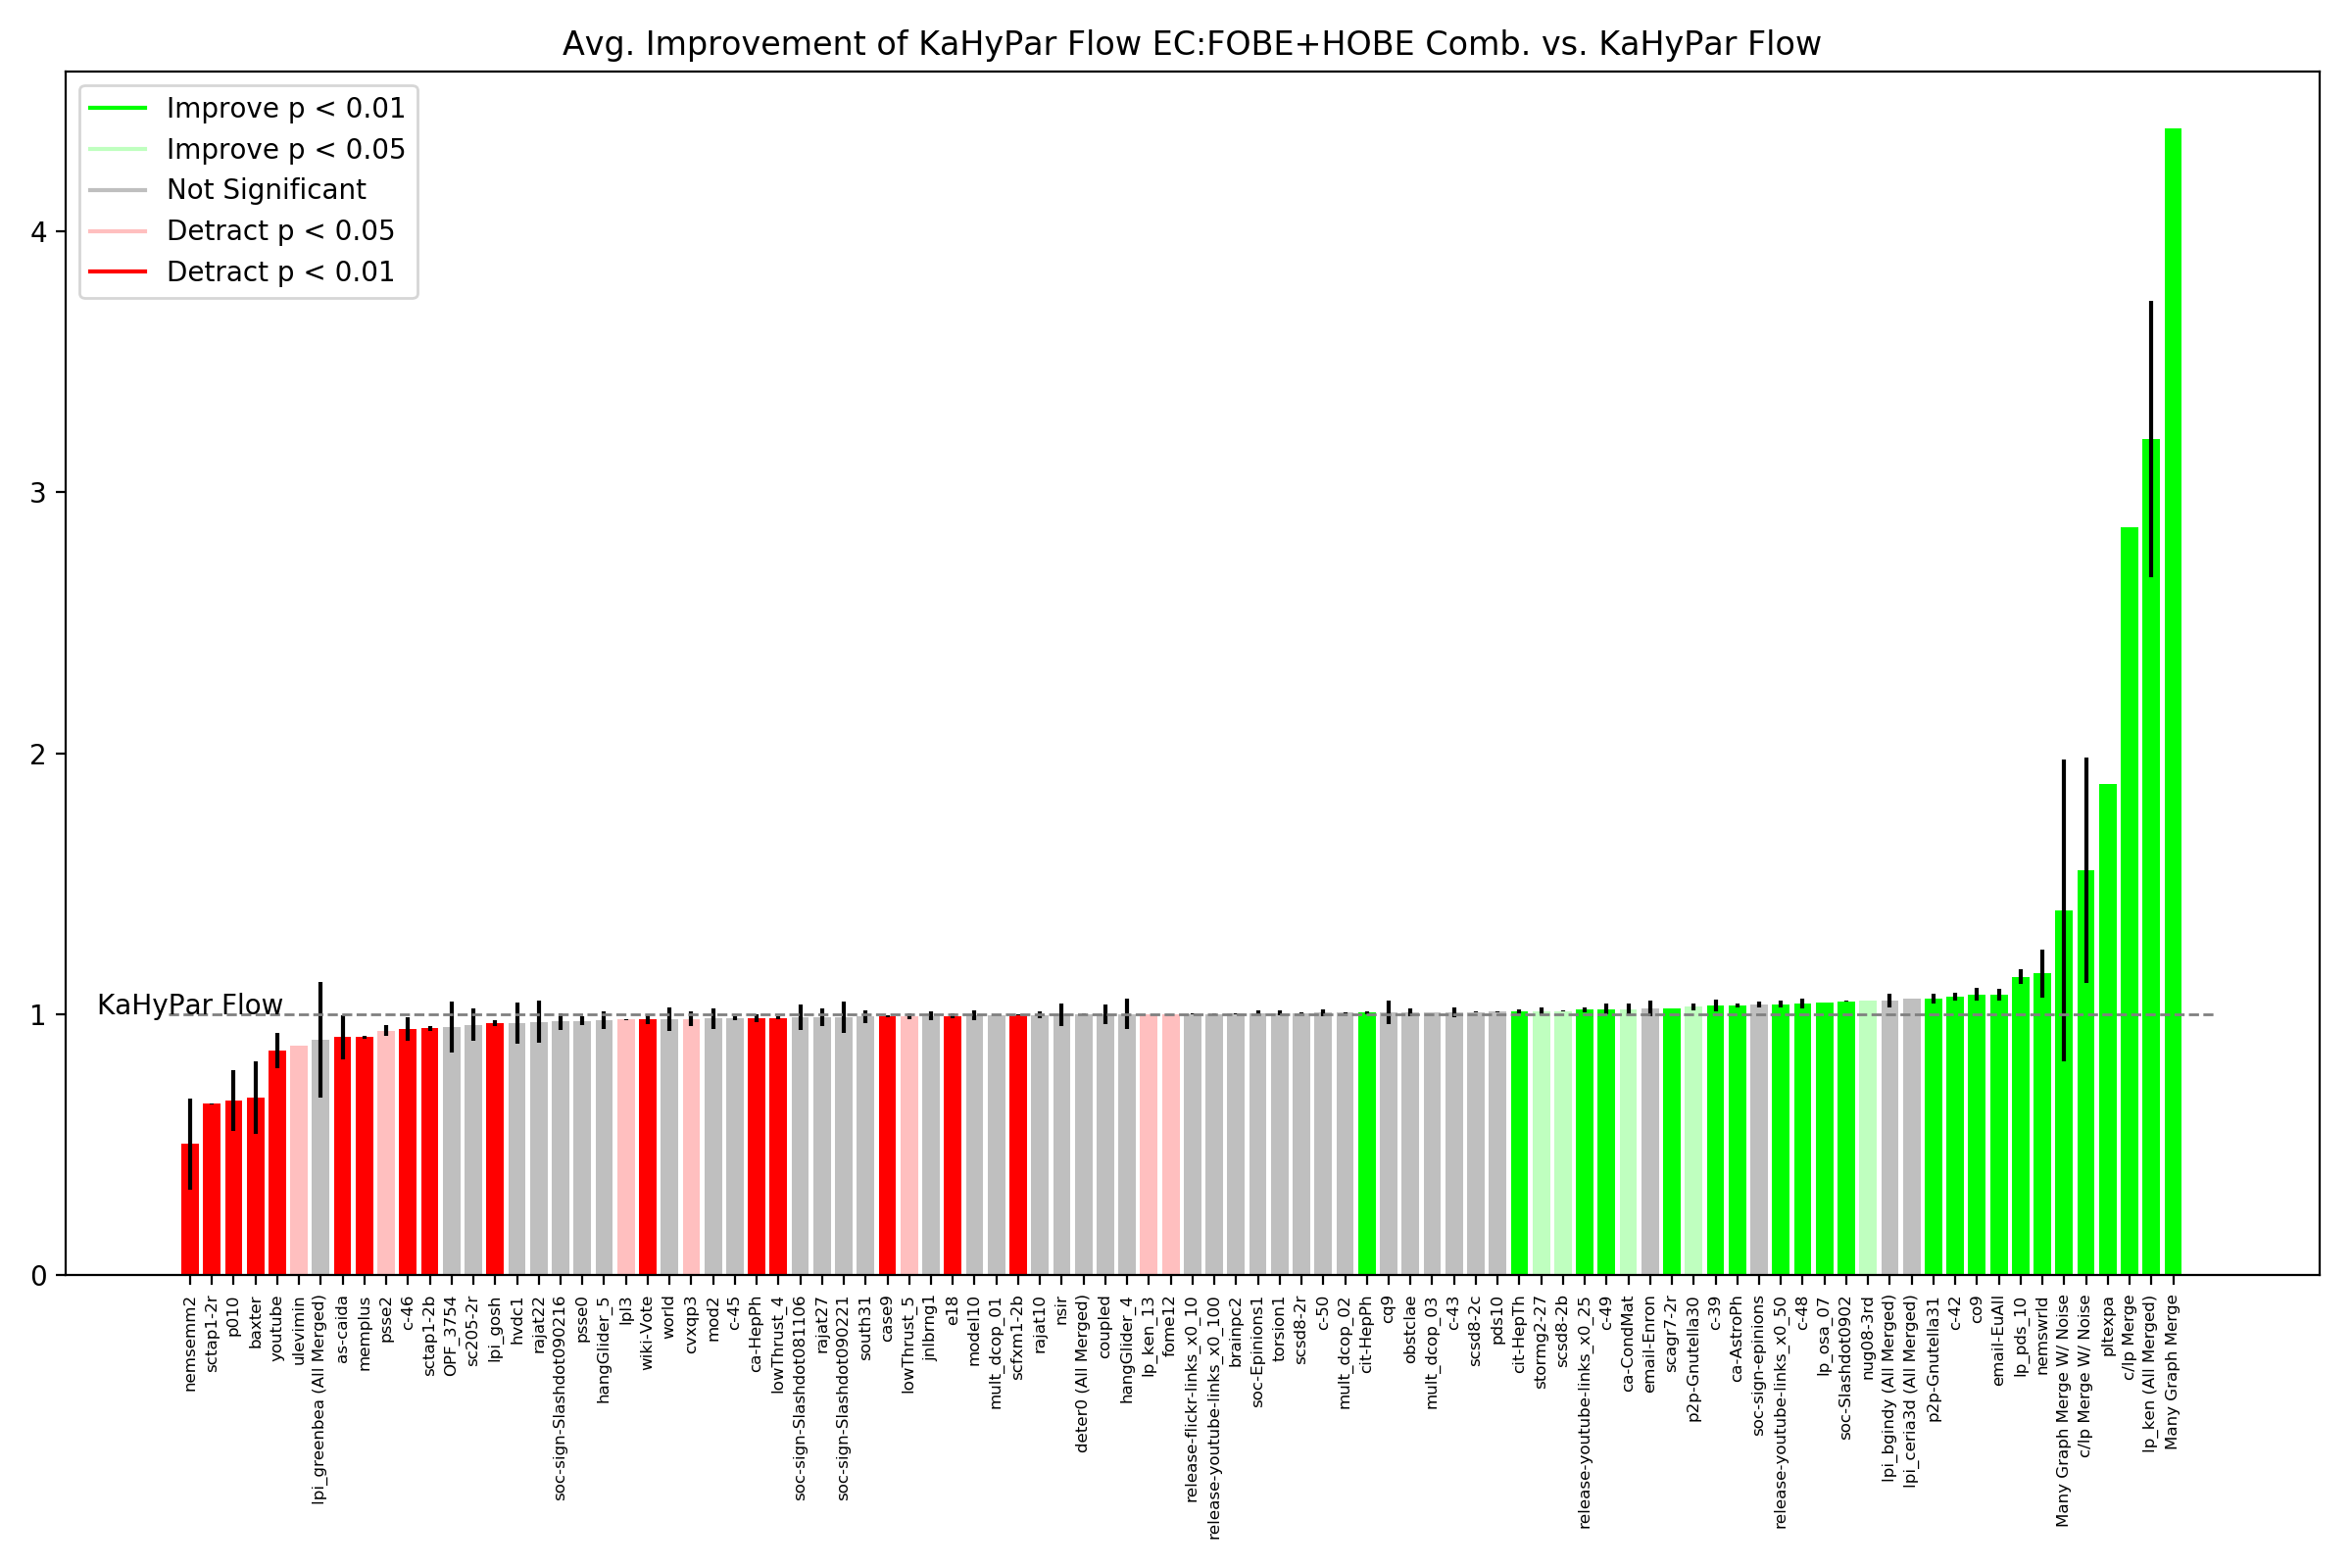 Avg. Improvement of KaHyPar Flow EC:FOBE+HOBE Comb. vs. KaHyPar Flow
Improve p < 0.01
Improve p < 0.05
Not Significant
Detract p < 0.05
Detract p < 0.01
4
3
2
1
0
KaHyPar Flow
nemsemm2
sctap1-2r
p010
baxter
youtube
ulevimin
lpi_greenbea (All Merged)
as-caida
memplus
psse2
c-46
sctap1-2b
OPF_3754
sc205-2r
lpi_gosh
hvdc1
rajat22
soc-sign-Slashdot090216
psse0
hangGlider_5
lpl3
wiki-Vote
world
cvxqp3
mod2
c-45
ca-HepPh
lowThrust_4
soc-sign-Slashdot081106
rajat27
soc-sign-Slashdot090221
south31
case9
lowThrust_5
jnlbrng1
e18
model10
mult_dcop_01
scfxm1-2b
rajat10
nsir
deter0 (All Merged)
coupled
hangGlider_4
lp_ken_13
fome12
release-flickr-links_x0_10
release-youtube-links_x0_100
brainpc2
soc-Epinions1
torsion1
scsd8-2r
c-50
mult_dcop_02
cit-HepPh
cq9
obstclae
mult_dcop_03
c-43
scsd8-2c
pds10
cit-HepTh
stormg2-27
scsd8-2b
release-youtube-links_x0_25
c-49
ca-CondMat
email-Enron
scagr7-2r
p2p-Gnutella30
c-39
ca-AstroPh
soc-sign-epinions
release-youtube-links_x0_50
c-48
lp_osa_07
soc-Slashdot0902
nug08-3rd
lpi_bgindy (All Merged)
lpi_ceria3d (All Merged)
p2p-Gnutella31
c-42
co9
email-EuAll
lp_pds_10
nemswrld
Many Graph Merge W/ Noise
c/lp Merge W/ Noise
pltexpa
c/lp Merge
lp_ken (All Merged)
Many Graph Merge